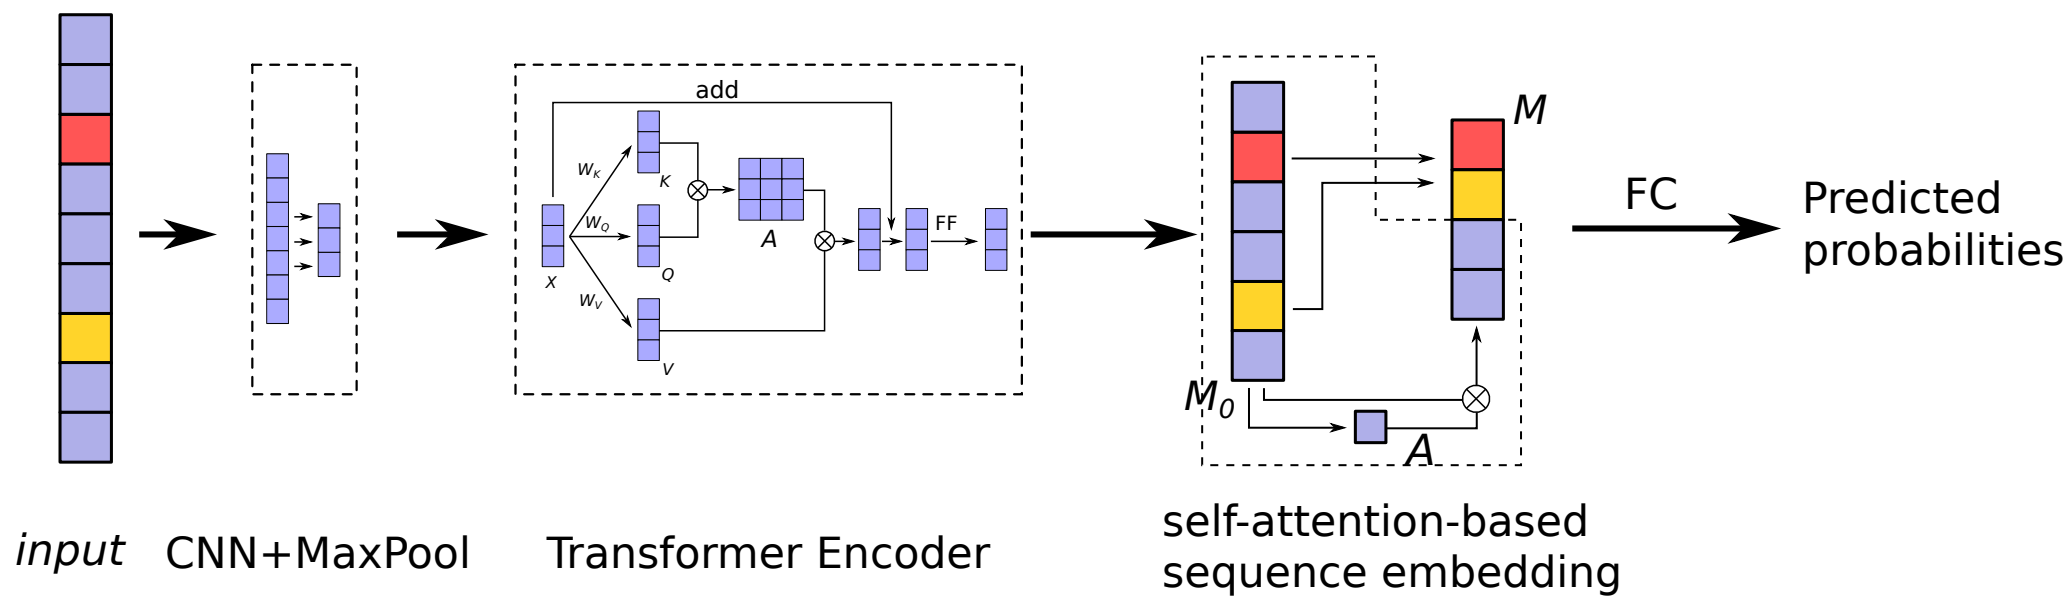 add
W_K
K
W_Q
A
FF
X
Q
W_V
V
M
FC
Predicted
probabilities
M_0
A
input
CNN+MaxPool
Transformer Encoder
self-attention-based
sequence embedding